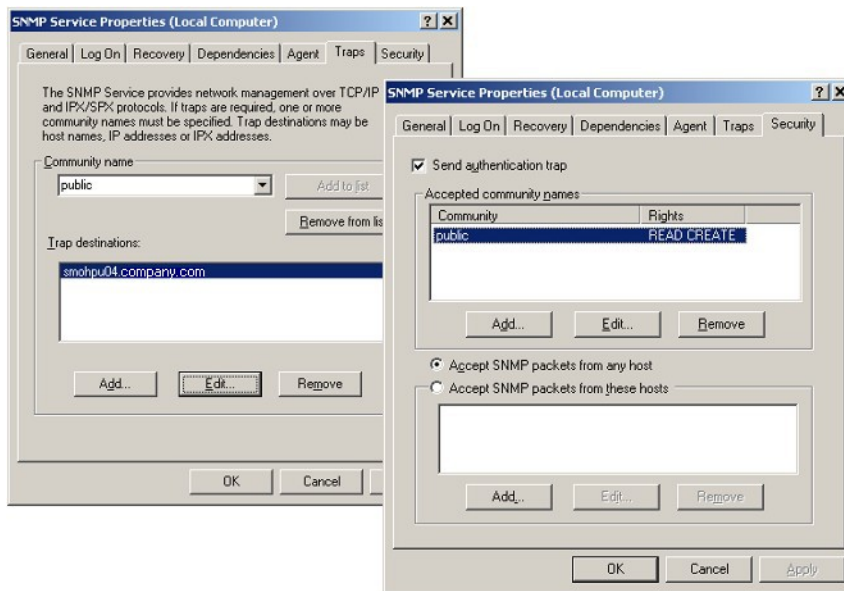 SNMP Service Properties (Local Computer)
General Log On Recovery Dependencies Agent Traps Security
The SNMP Service provides network management over TCP/IP
and IPX/SPX protocols. If traps are required, one or more
community names must be specified. Trap destinations may be
host names, IP addresses or IPX addresses.
Community name
public
Add to list
Remove from lis
Trap destinations:
smohpu04.company.com
Add... Edit... Remove
OK Cancel
SNMP Service Properties (Local Computer)
General Log On Recovery Dependencies Agent Traps Security
Send authentication trap
Accepted community names
Community Rights
public READ CREATE
Add... Edit... Remove
Accept SNMP packets from any host
Accept SNMP packets from these hosts
Add... Edit... Remove
OK Cancel Apply